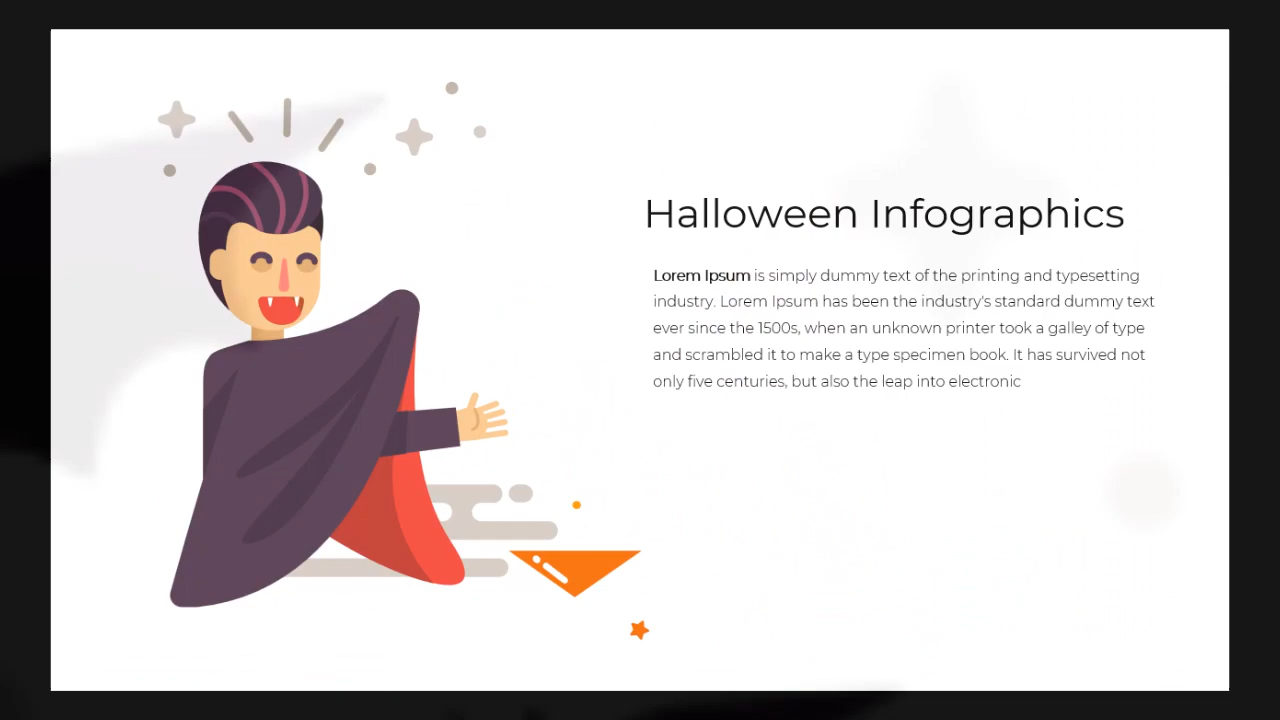 Halloween Infographics
Lorem Ipsum is simply dummy text of the printing and typesetting
industry. Lorem Ipsum has been the industry's standard dummy text
ever since the 1500s, when an unknown printer took a galley of type
and scrambled it to make a type specimen book. It has survived not
only five centuries, but also the leap into electronic